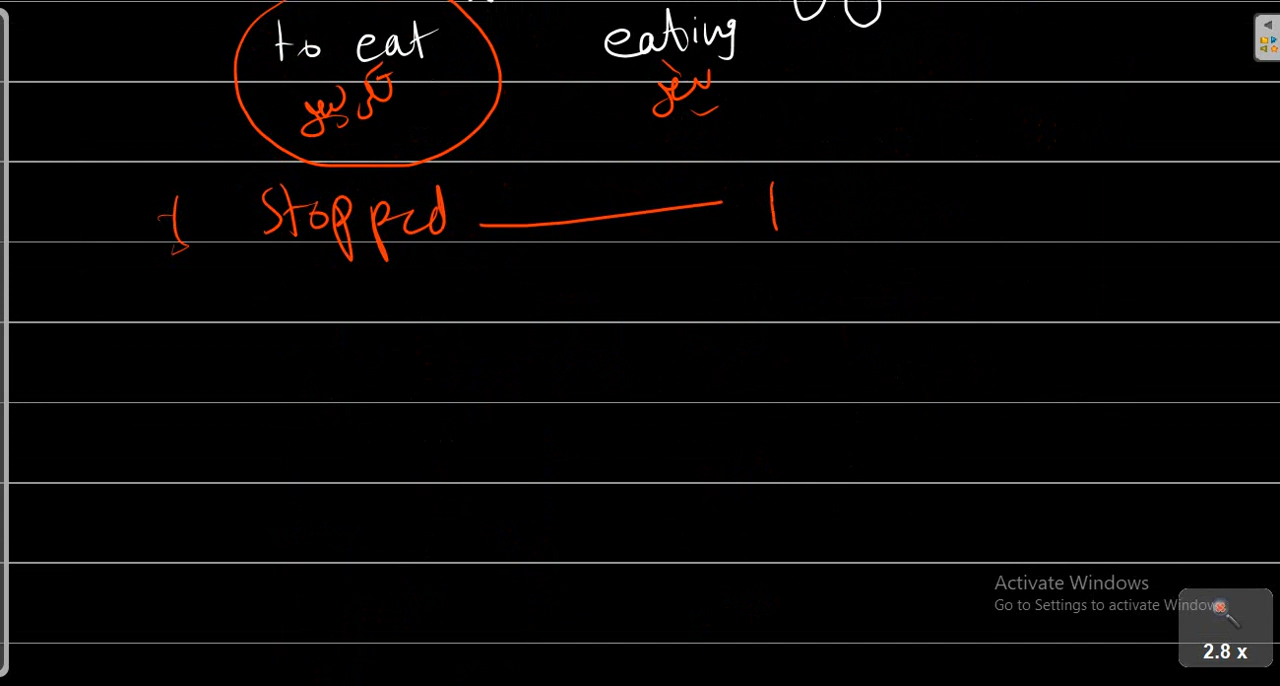 to eat eating
I stopped
Activate Windows
Go to Settings to activate Windows
2.8 x